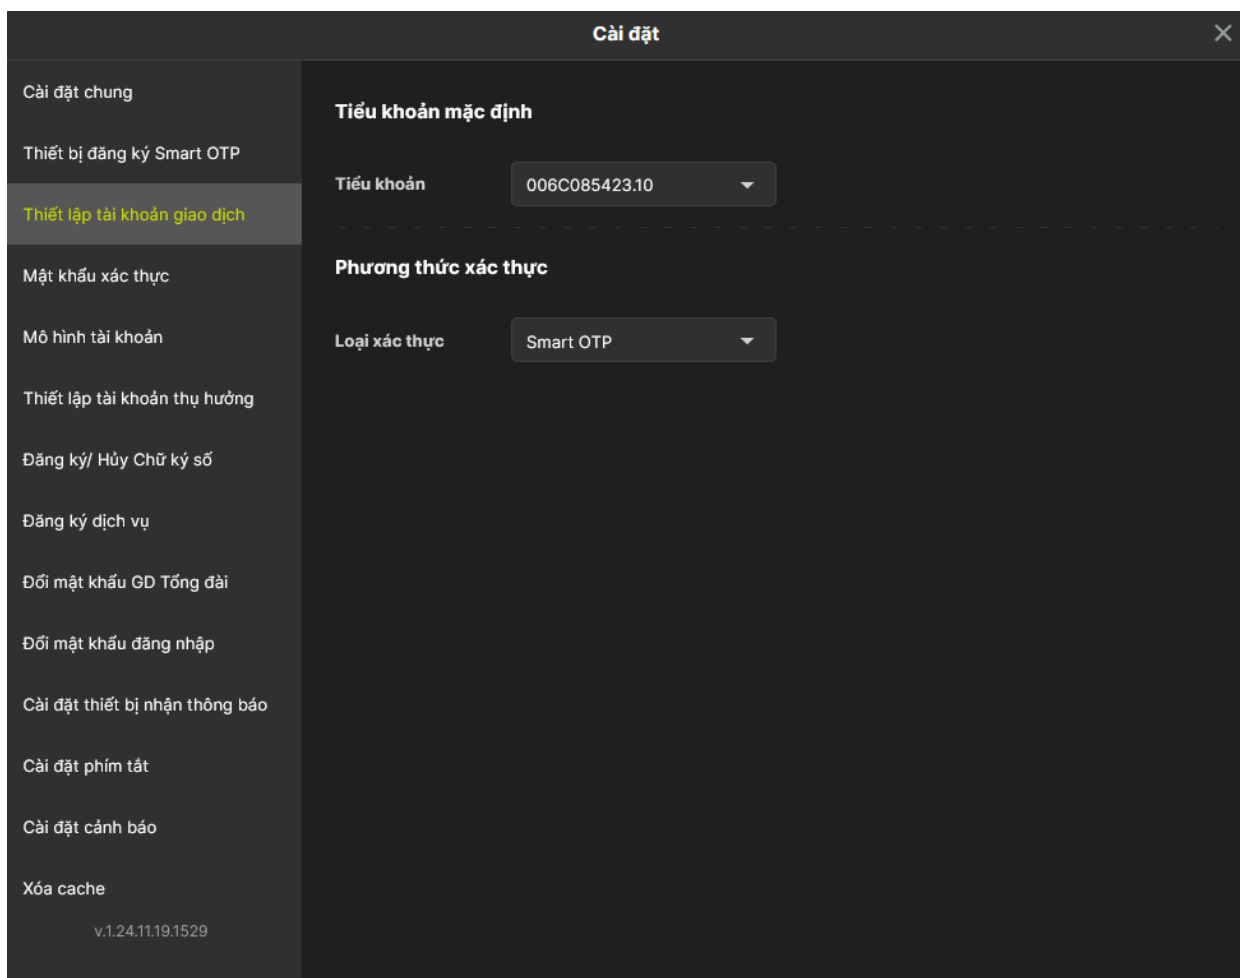 Cài đặt
Cài đặt chung
Thiết bị đăng ký Smart OTP
Thiết lập tài khoản giao dịch
Mật khẩu xác thực
Mô hình tài khoản
Thiết lập tài khoản thụ hưởng
Đăng ký/ Hủy Chữ ký số
Đăng ký dịch vụ
Đổi mật khẩu GD Tổng đài
Đổi mật khẩu đăng nhập
Cài đặt thiết bị nhận thông báo
Cài đặt phím tắt
Cài đặt cảnh báo
Xóa cache
v.1.24.11.19.1529
Tiểu khoản mặc định
Tiểu khoản 006C085423.10
Phương thức xác thực
Loại xác thực Smart OTP